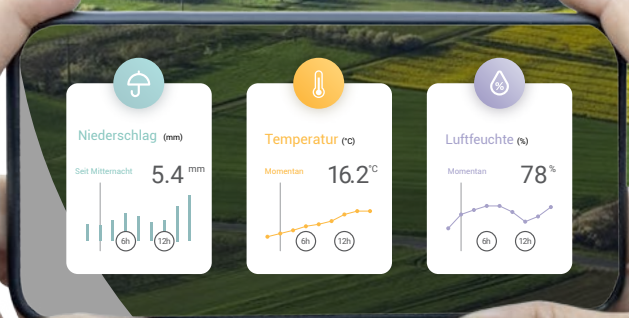 Niederschlag (mm)
Seit Mitternacht 5.4 mm
6h 12h
Temperatur (°C)
Momentan 16.2 °C
6h 12h
%
Luftfeuchte (%)
Momentan 78 %
6h 12h